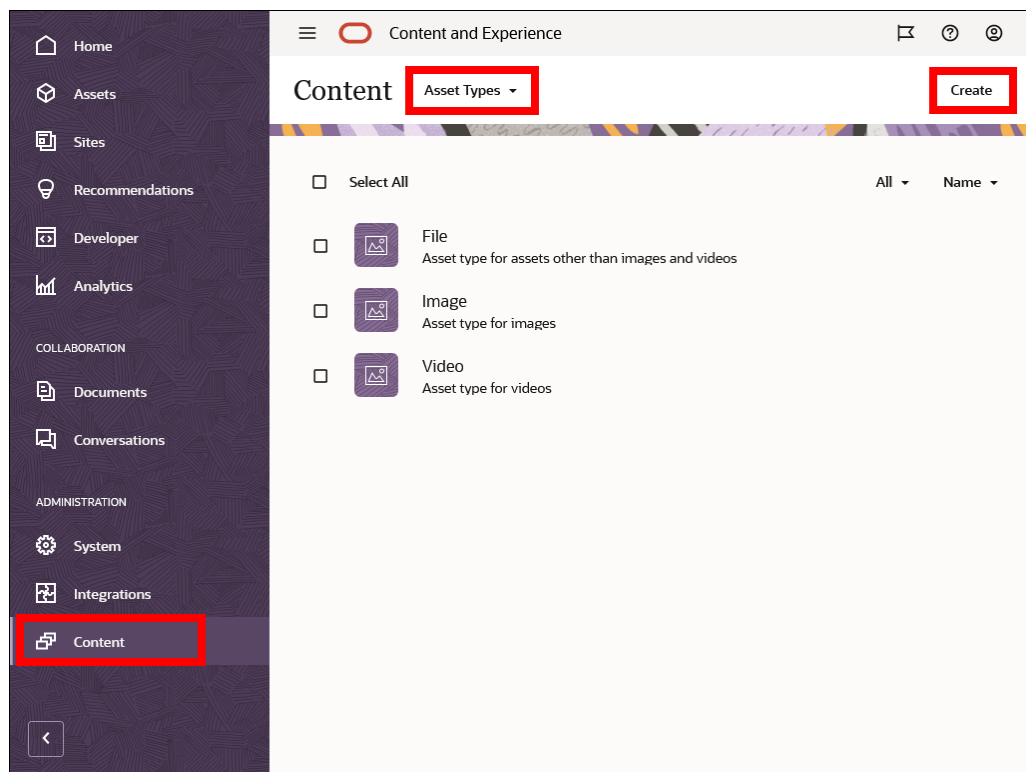 Home
Assets
Sites
Recommendations
Developer
Analytics
COLLABORATION
Documents
Conversations
ADMINISTRATION
System
Integrations
Content
Content and Experience
Content Asset Types Create
Select All All Name
File
Asset type for assets other than images and videos
Image
Asset type for images
Video
Asset type for videos